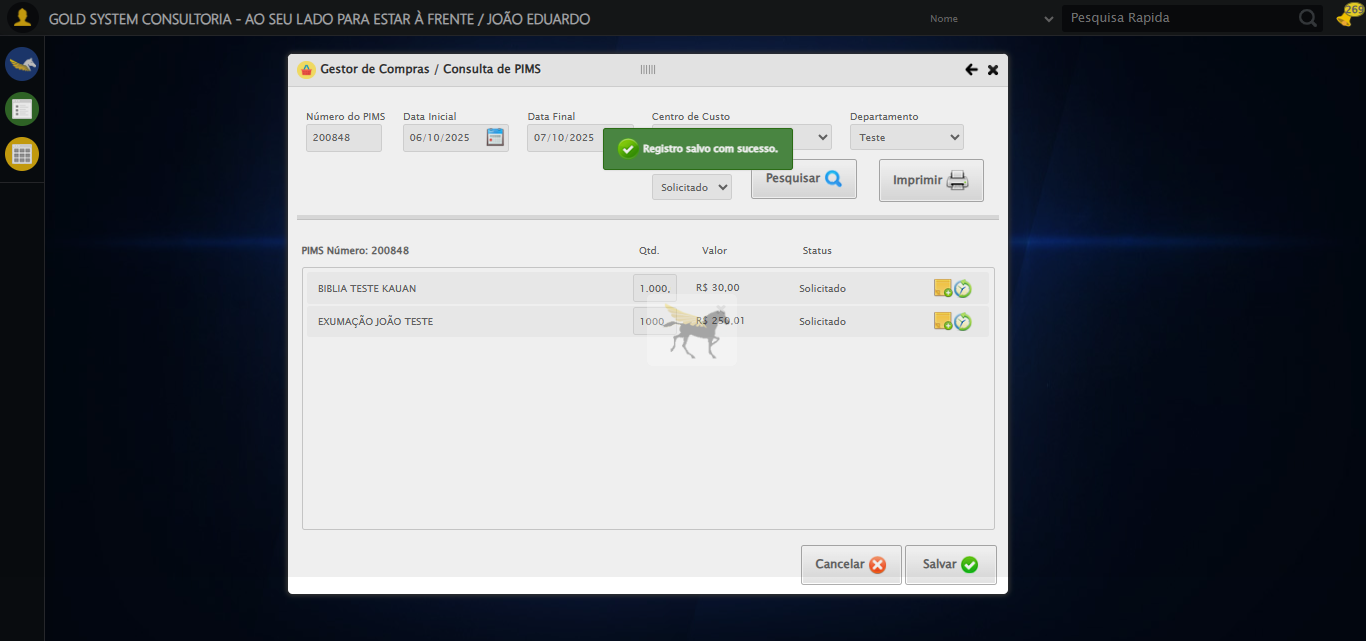 GOLD SYSTEM CONSULTORIA - AO SEU LADO PARA ESTAR À FRENTE / JOÃO EDUARDO
Nome
Pesquisa Rapida
269
Gestor de Compras / Consulta de PIMS
Número do PIMS
Data Inicial
Data Final
Centro de Custo
Departamento
200848
06/10/2025
07/10/2025
Teste
Registro salvo com sucesso.
Solicitado
Pesquisar
Imprimir
PIMS Número: 200848
Qtd.
Valor
Status
BIBLIA TESTE KAUAN
1.000,
R$ 30,00
Solicitado
EXUMAÇÃO JOÃO TESTE
1000
R$ 250,01
Solicitado
Cancelar
Salvar